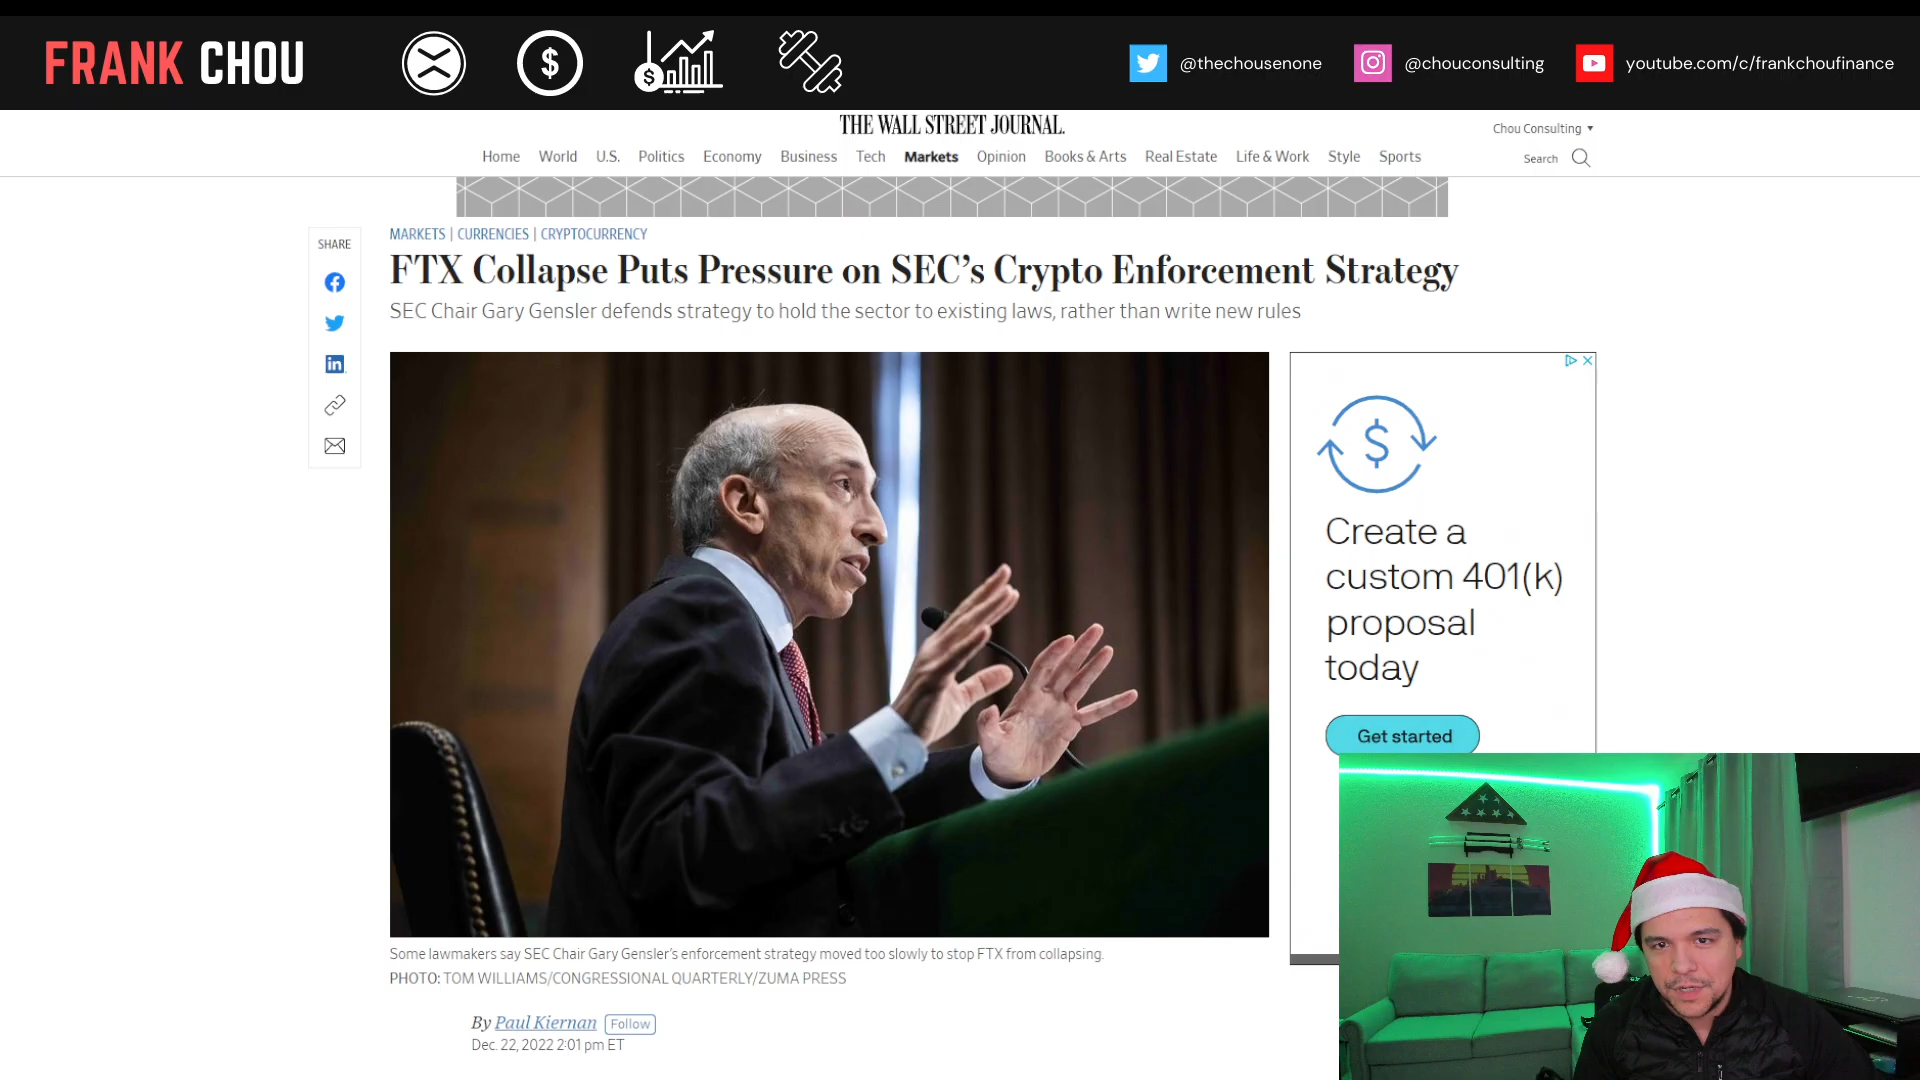 FRANK CHOU
@thechousenone
@chouconsulting
youtube.com/c/frankchoufinance
THE WALL STREET JOURNAL.
Chou Consulting
Home World U.S. Politics Economy Business Tech Markets Opinion Books & Arts Real Estate Life & Work Style Sports
Search
MARKETS | CURRENCIES | CRYPTOCURRENCY
SHARE
FTX Collapse Puts Pressure on SEC’s Crypto Enforcement Strategy
SEC Chair Gary Gensler defends strategy to hold the sector to existing laws, rather than write new rules
Create a
custom 401(k)
proposal
today
Get started
Some lawmakers say SEC Chair Gary Gensler’s enforcement strategy moved too slowly to stop FTX from collapsing.
PHOTO: TOM WILLIAMS/CONGRESSIONAL QUARTERLY/ZUMA PRESS
By Paul Kiernan Follow
Dec. 22, 2022 2:01 pm ET